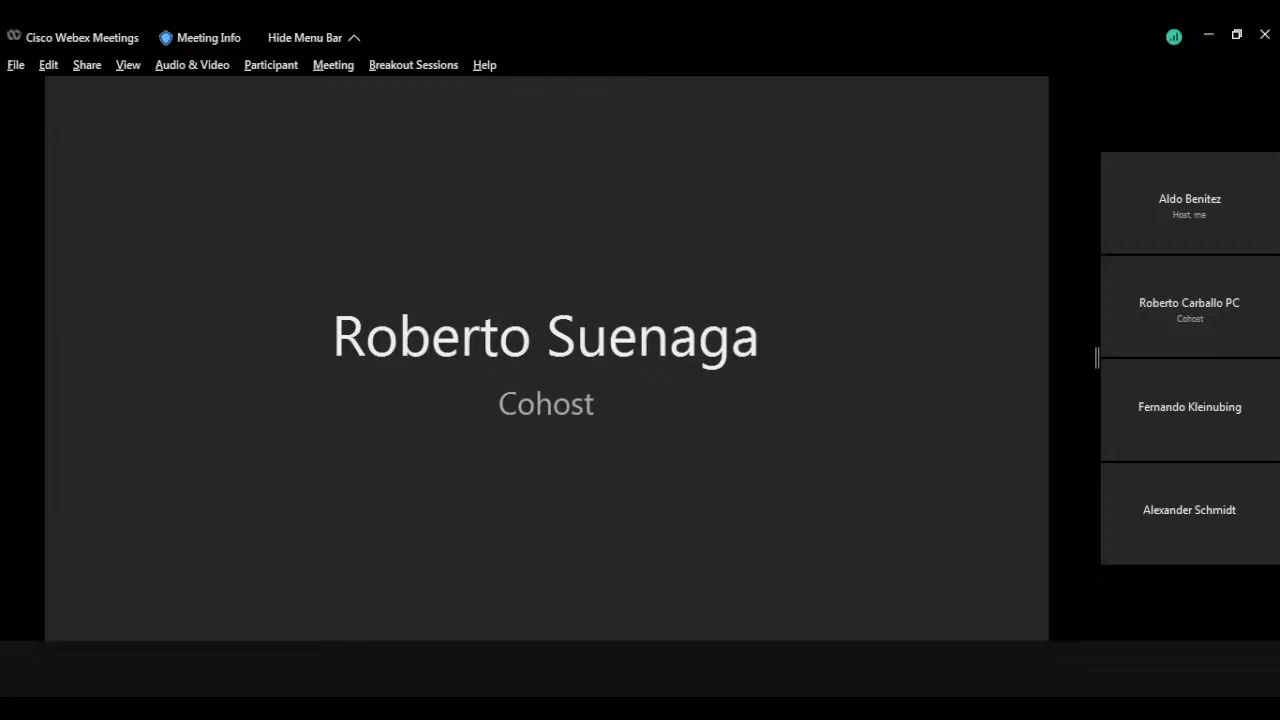 Cisco Webex Meetings Meeting Info Hide Menu Bar
File Edit Share View Audio & Video Participant Meeting Breakout Sessions Help
Roberto Suenaga
Cohost
Aldo Benitez
Host, me
Roberto Carballo PC
Cohost
Fernando Kleinubing
Alexander Schmidt